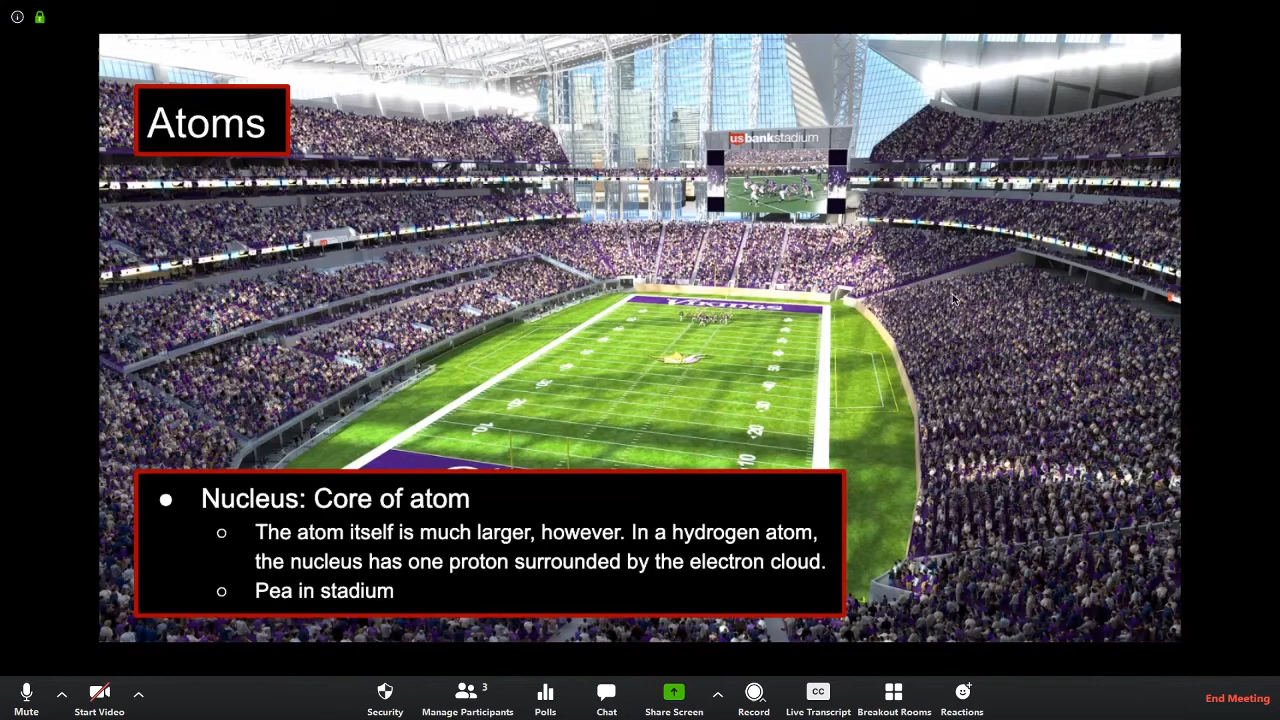 Atoms
usbankstadium
VIKINGS
Nucleus: Core of atom
The atom itself is much larger, however. In a hydrogen atom,
the nucleus has one proton surrounded by the electron cloud.
Pea in stadium
Mute
Start Video
Security
Manage Participants
3
Polls
Chat
Share Screen
Record
CC
Live Transcript
Breakout Rooms
Reactions
End Meeting